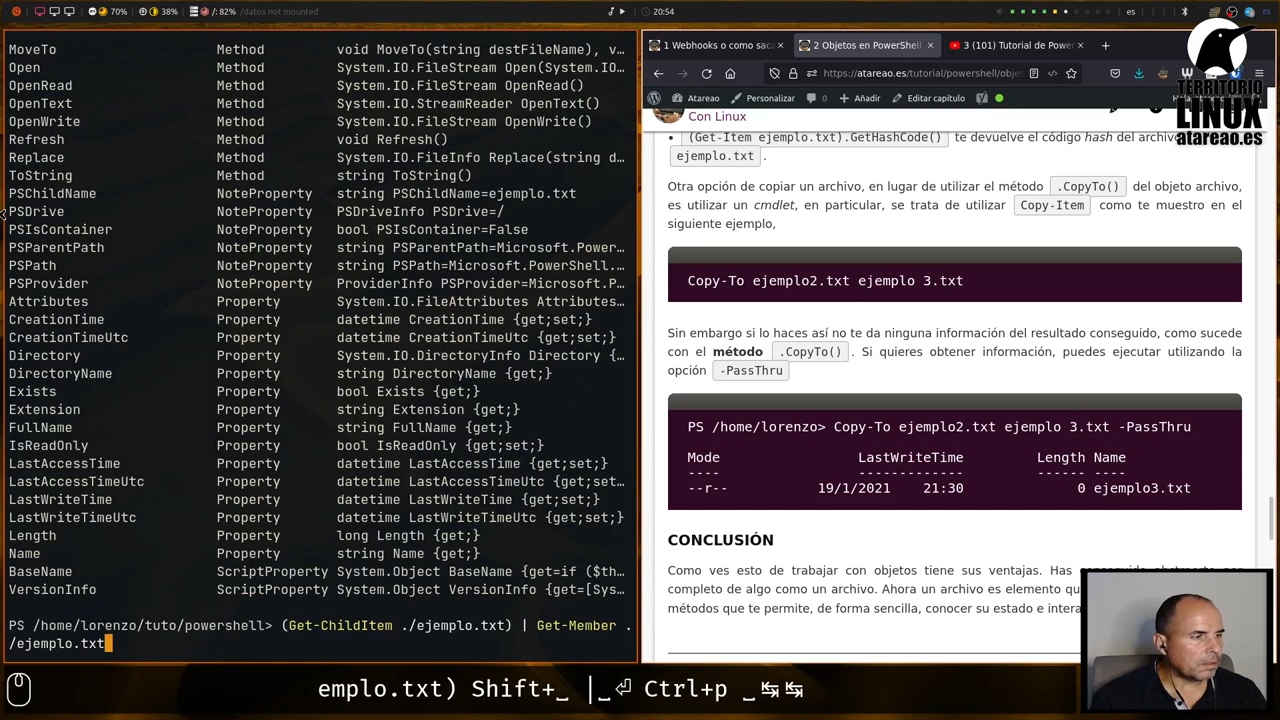 70% 38% /: 82% /datos not mounted
20:54
es
ES
MoveTo Method void MoveTo(string destFileName), v…
Open Method System.IO.FileStream Open(System.IO…
OpenRead Method System.IO.FileStream OpenRead()
OpenText Method System.IO.StreamReader OpenText()
OpenWrite Method System.IO.FileStream OpenWrite()
Refresh Method void Refresh()
Replace Method System.IO.FileInfo Replace(string d…
ToString Method string ToString()
PSChildName NoteProperty string PSChildName=ejemplo.txt
PSDrive NoteProperty PSDriveInfo PSDrive=/
PSIsContainer NoteProperty bool PSIsContainer=False
PSParentPath NoteProperty string PSParentPath=Microsoft.Power…
PSPath NoteProperty string PSPath=Microsoft.PowerShell.…
PSProvider NoteProperty ProviderInfo PSProvider=Microsoft.P…
Attributes Property System.IO.FileAttributes Attributes…
CreationTime Property datetime CreationTime {get;set;}
CreationTimeUtc Property datetime CreationTimeUtc {get;set;}
Directory Property System.IO.DirectoryInfo Directory {…
DirectoryName Property string DirectoryName {get;}
Exists Property bool Exists {get;}
Extension Property string Extension {get;}
FullName Property string FullName {get;}
IsReadOnly Property bool IsReadOnly {get;set;}
LastAccessTime Property datetime LastAccessTime {get;set;}
LastAccessTimeUtc Property datetime LastAccessTimeUtc {get;set…
LastWriteTime Property datetime LastWriteTime {get;set;}
LastWriteTimeUtc Property datetime LastWriteTimeUtc {get;set;}
Length Property long Length {get;}
Name Property string Name {get;}
BaseName ScriptProperty System.Object BaseName {get=if ($th…
VersionInfo ScriptProperty System.Object VersionInfo {get=[Sys…
PS /home/lorenzo/tuto/powershell> (Get-ChildItem ./ejemplo.txt) | Get-Member .
/ejemplo.txt
1 Webhooks o como saca
2 Objetos en PowerShell
3 (101) Tutorial de Pow
https://atareao.es/tutorial/powershell/obje
Atareao Personalizar 0 Añadir Editar capítulo
TERRITORIO
LINUX
atareao.es
Con Linux
(Get-Item ejemplo.txt).GetHashCode() te devuelve el código hash del archivo
ejemplo.txt .
Otra opción de copiar un archivo, en lugar de utilizar el método .CopyTo() del objeto archivo,
es utilizar un cmdlet, en particular, se trata de utilizar Copy-Item como te muestro en el
siguiente ejemplo,
Copy-To ejemplo2.txt ejemplo 3.txt
Sin embargo si lo haces así no te da ninguna información del resultado conseguido, como sucede
con el método .CopyTo() . Si quieres obtener información, puedes ejecutar utilizando la
opción -PassThru
PS /home/lorenzo> Copy-To ejemplo2.txt ejemplo 3.txt -PassThru
Mode LastWriteTime Length Name
---- ------------- ------ ----
--r-- 19/1/2021 21:30 0 ejemplo3.txt
CONCLUSIÓN
Como ves esto de trabajar con objetos tiene sus ventajas. Has
completo de algo como un archivo. Ahora un archivo es elemento qu
métodos que te permite, de forma sencilla, conocer su estado e intera
emplo.txt) Shift+␣ |␣⏎ Ctrl+p ␣↹↹